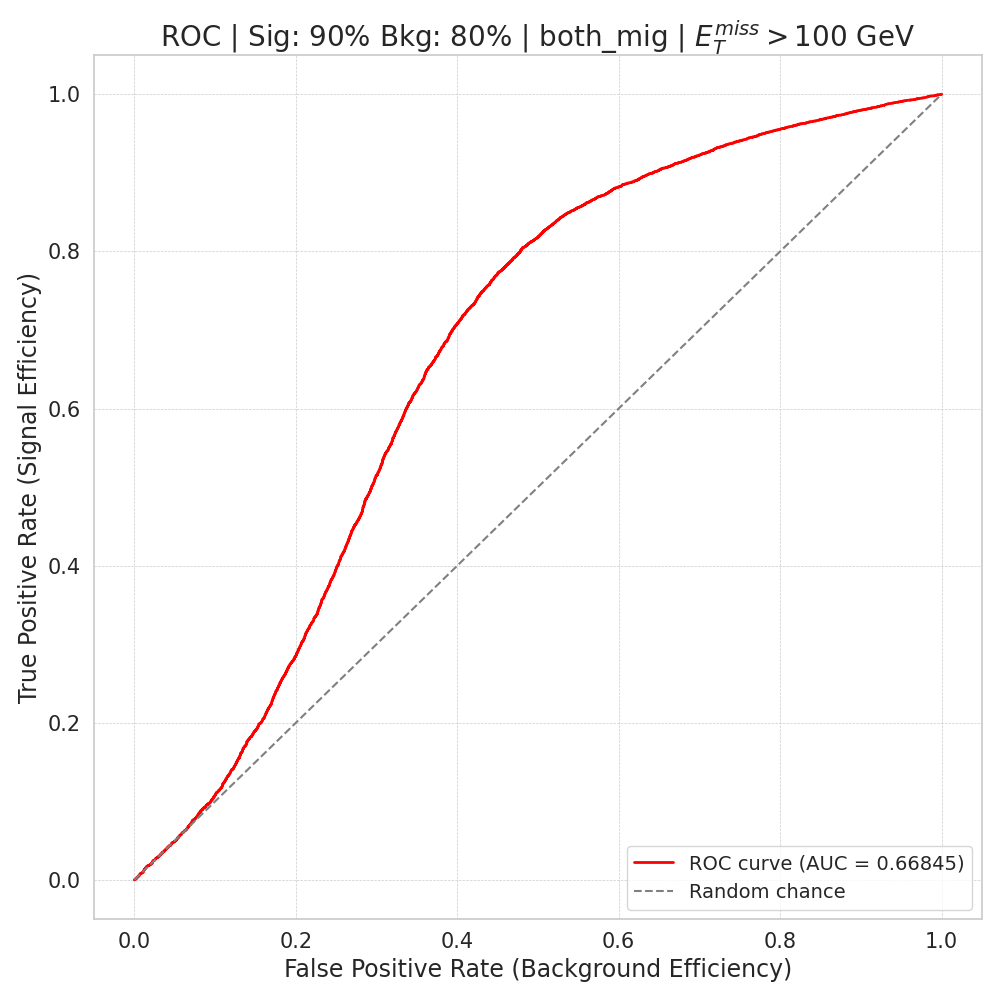 ROC | Sig: 90% Bkg: 80% | both_mig | $E_T^{miss} > 100$ GeV
1.0
0.8
0.6
0.4
0.2
0.0
True Positive Rate (Signal Efficiency)
ROC curve (AUC = 0.66845)
Random chance
0.0 0.2 0.4 0.6 0.8 1.0
False Positive Rate (Background Efficiency)